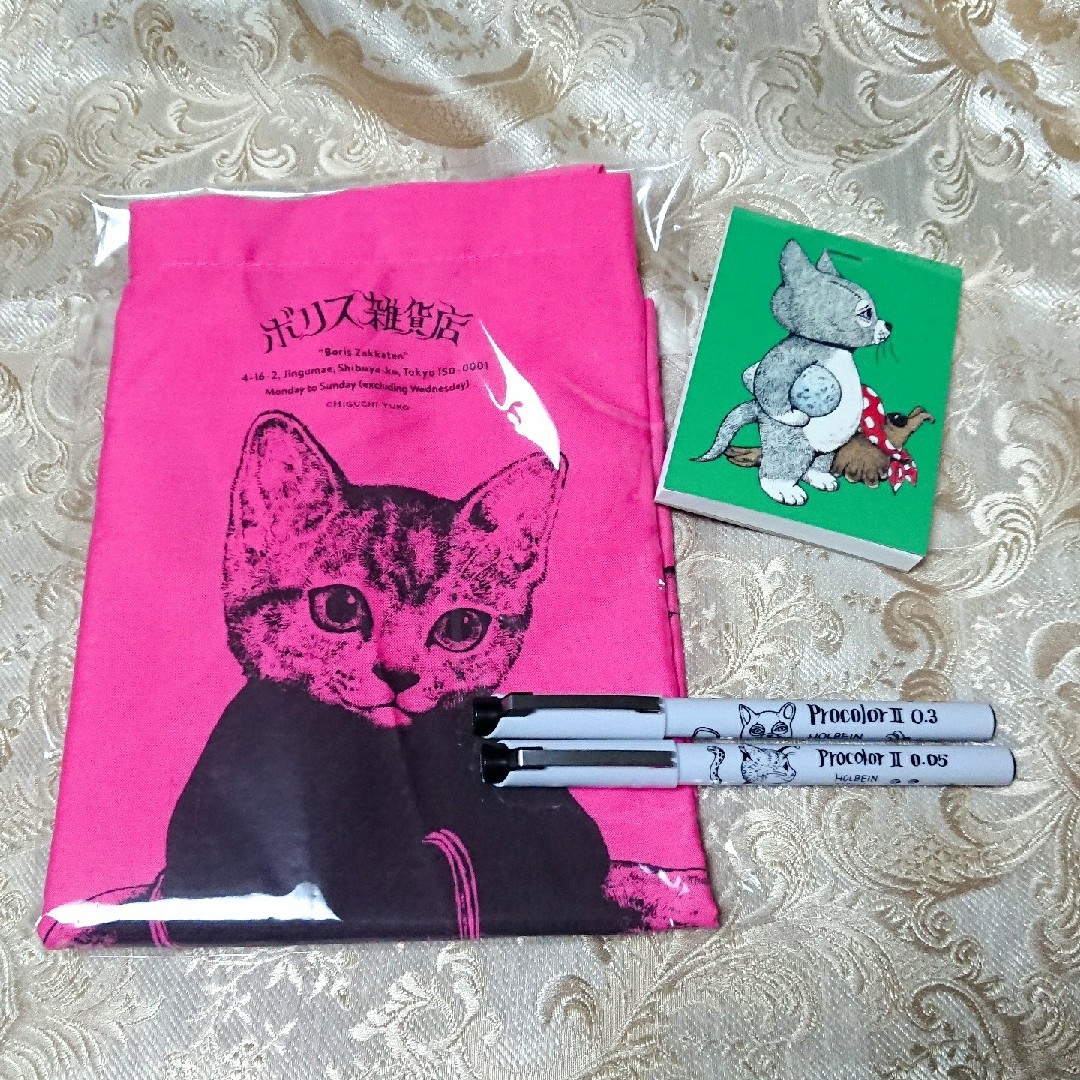 ボリス雑貨店
"Boris Zakkaten"
4-16-2, Jingumae, Shibuya-ku, Tokyo 150-0001
Monday to Sunday (excluding Wednesday)
©HIGUCHI YUKO
Procolor II 0.3
HOLBEIN
Procolor II 0.05
HOLBEIN